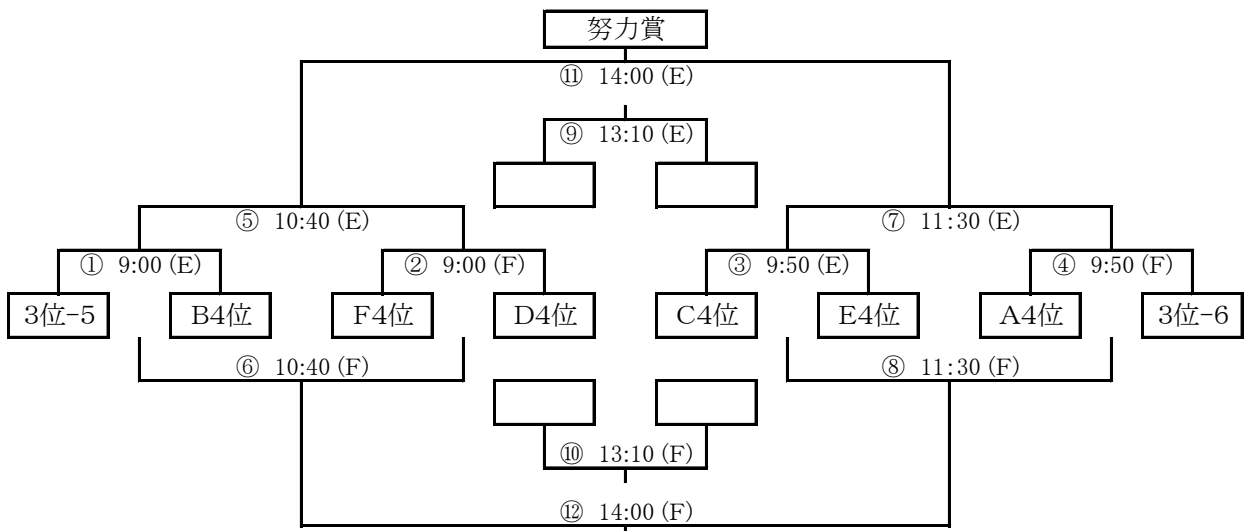 努力賞
⑪ 14:00 (E)
⑨ 13:10 (E)
⑤ 10:40 (E)
⑦ 11:30 (E)
① 9:00 (E)
② 9:00 (F)
③ 9:50 (E)
④ 9:50 (F)
3位-5
B4位
F4位
D4位
C4位
E4位
A4位
3位-6
⑥ 10:40 (F)
⑧ 11:30 (F)
⑩ 13:10 (F)
⑫ 14:00 (F)